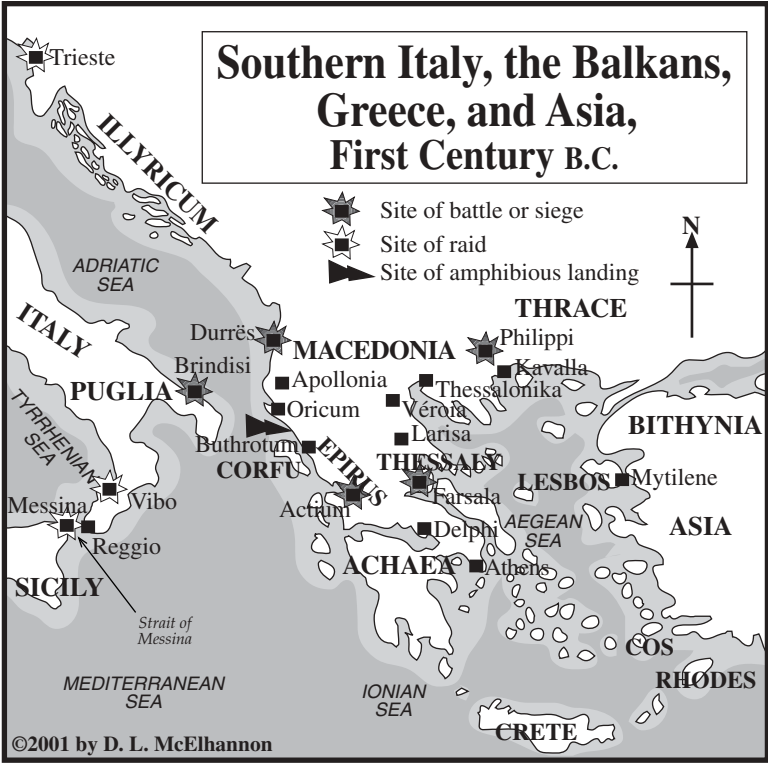 Southern Italy, the Balkans,
Greece, and Asia,
First Century B.C.
Site of battle or siege
Site of raid
Site of amphibious landing
N
Trieste
ILLYRICUM
ADRIATIC
SEA
ITALY
THRACE
Durrës
MACEDONIA
Philippi
Kavalla
Brindisi
PUGLIA
Apollonia
Thessalonika
Oricum
Véroia
BITHYNIA
TYRRHENIAN
SEA
Buthrotum
Larisa
CORFU
EPIRUS
THESSALY
LESBOS
Mytilene
Messina
Vibo
Actium
Farsala
Reggio
Delphi
AEGEAN
SEA
ASIA
ACHAEA
Athens
SICILY
Strait of
Messina
COS
RHODES
MEDITERRANEAN
SEA
IONIAN
SEA
CRETE
©2001 by D. L. McElhannon